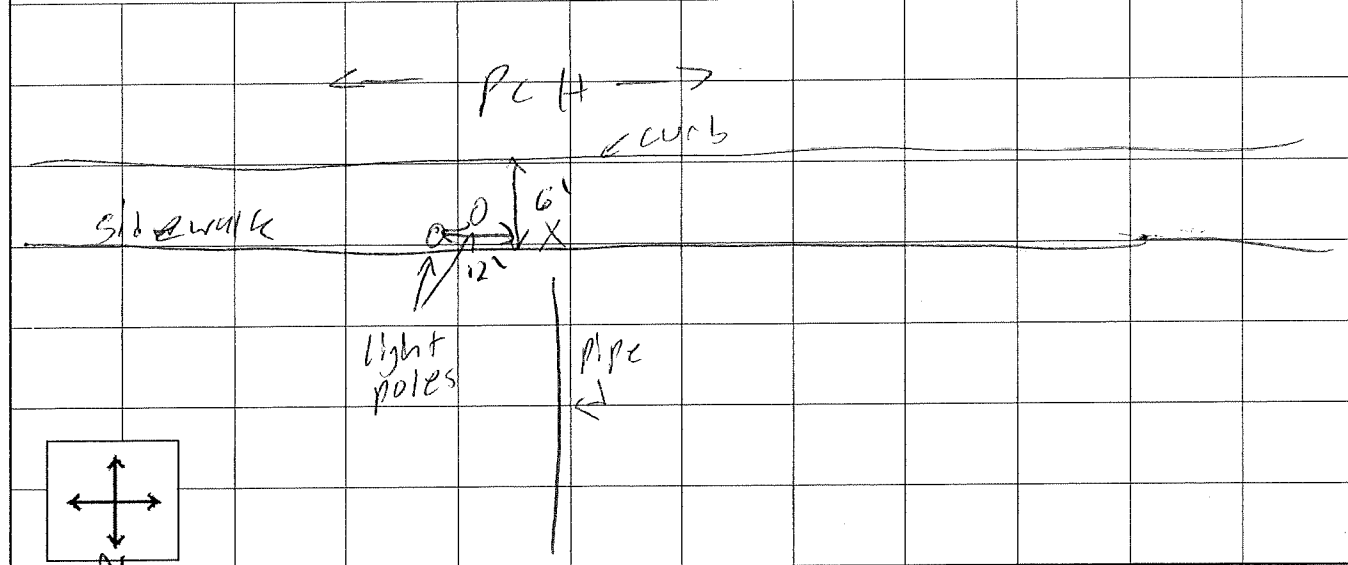 PCH
curb
6'
X
sidewalk
12'
light
poles
pipe
N